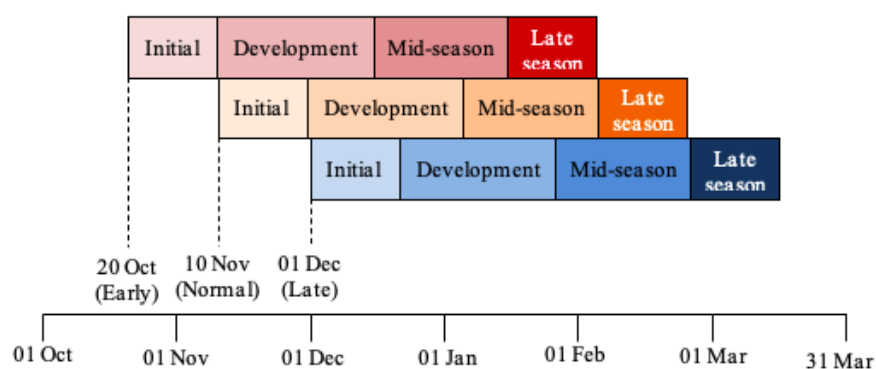 Initial
Development
Mid-season
Late
season
Initial
Development
Mid-season
Late
season
Initial
Development
Mid-season
Late
season
20 Oct
(Early)
10 Nov
(Normal)
01 Dec
(Late)
01 Oct
01 Nov
01 Dec
01 Jan
01 Feb
01 Mar
31 Mar